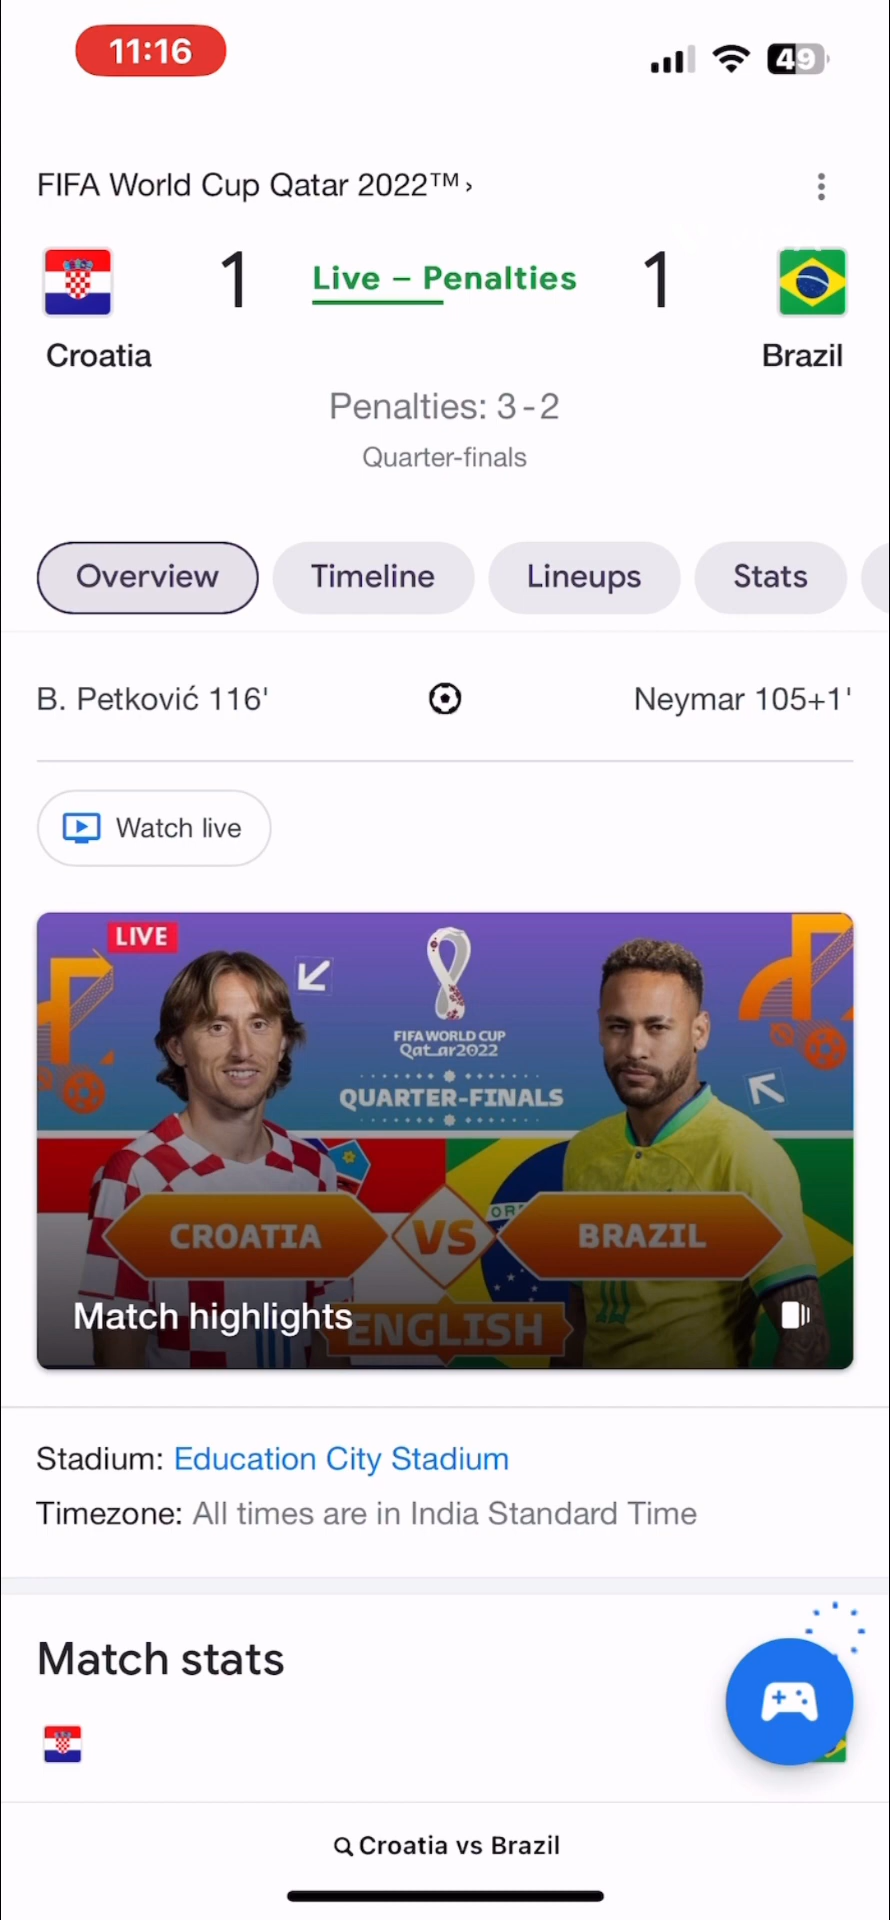 11:16
49
FIFA World Cup Qatar 2022™ ›
1 Live – Penalties 1
Croatia Brazil
Penalties: 3 - 2
Quarter-finals
Overview Timeline Lineups Stats
B. Petković 116' Neymar 105+1'
Watch live
LIVE
FIFA WORLD CUP
Qatar2022
QUARTER-FINALS
CROATIA VS BRAZIL
Match highlights
ENGLISH
Stadium: Education City Stadium
Timezone: All times are in India Standard Time
Match stats
Croatia vs Brazil